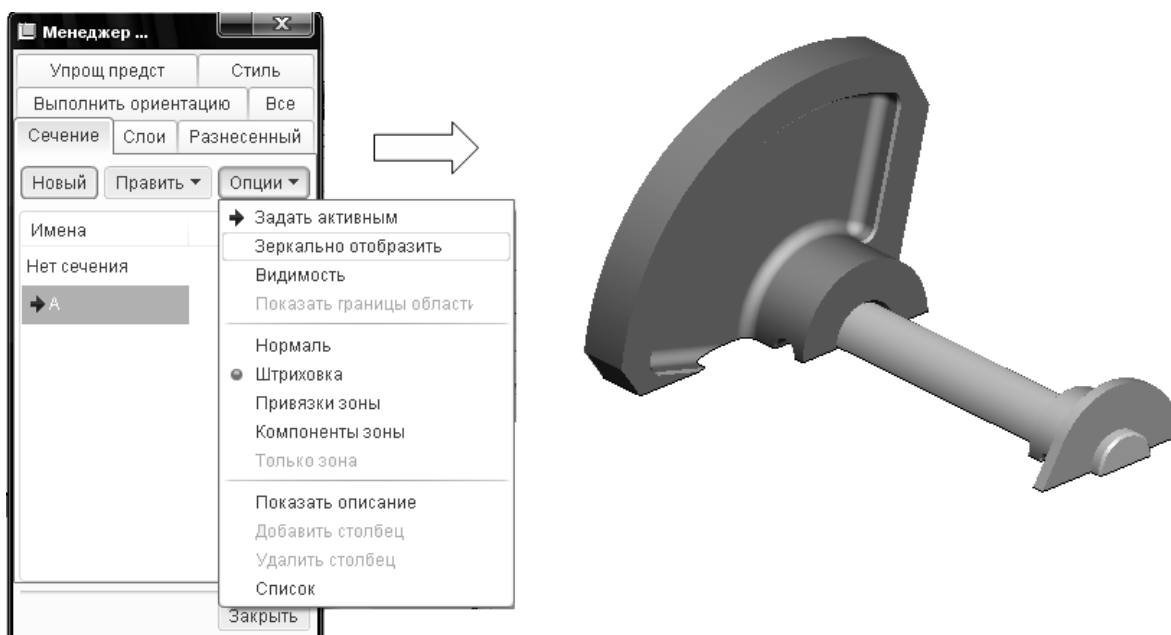 Менеджер ...
Упрощ предст Стиль
Выполнить ориентацию Все
Сечение Слои Разнесенный
Новый Править Опции
Имена
Нет сечения
А
Задать активным
Зеркально отобразить
Видимость
Показать границы области
Нормаль
Штриховка
Привязки зоны
Компоненты зоны
Только зона
Показать описание
Добавить столбец
Удалить столбец
Список
Закрыть